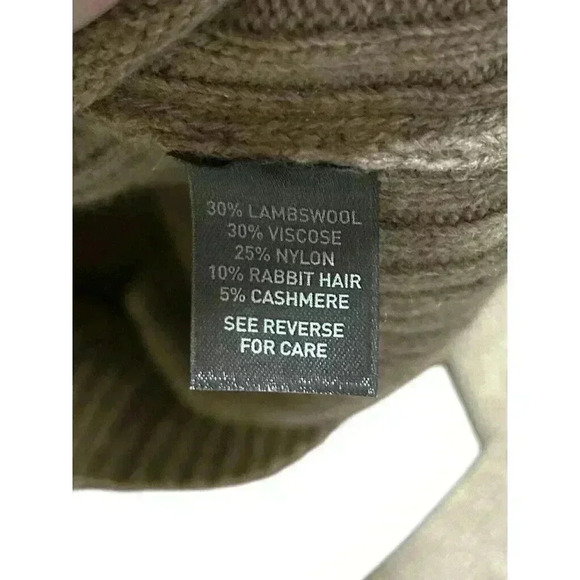 30% LAMBSWOOL
30% VISCOSE
25% NYLON
10% RABBIT HAIR
5% CASHMERE
SEE REVERSE
FOR CARE